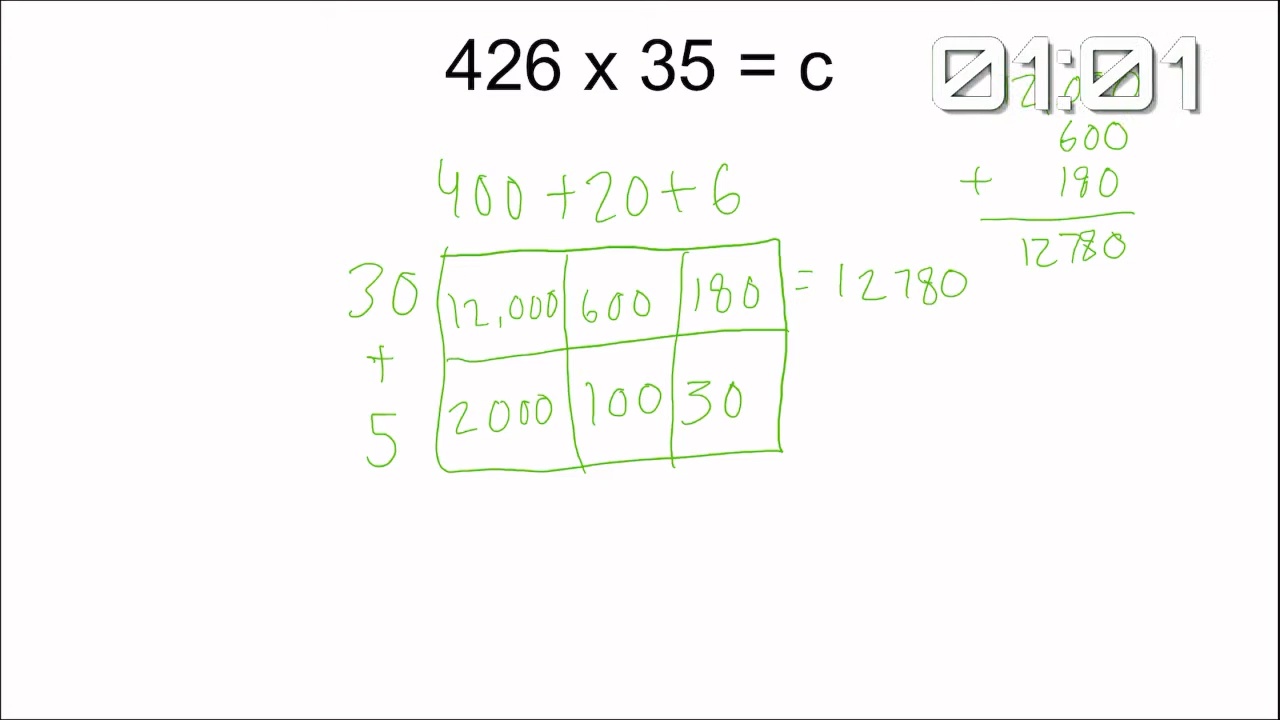 426 x 35 = c
01:01
600
+ 180
12780
400 + 20 + 6
30 12,000 600 180 = 12780
+
5 2000 100 30